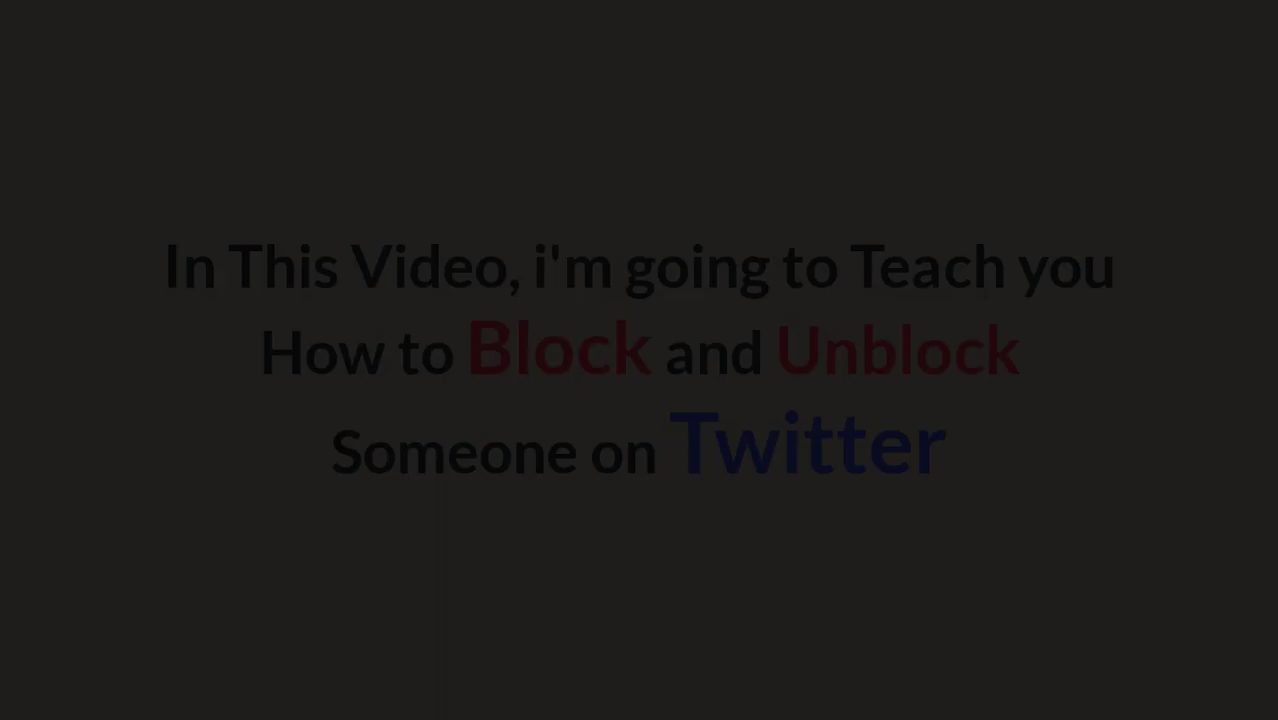 In This Video, i'm going to Teach you
How to Block and Unblock
Someone on Twitter